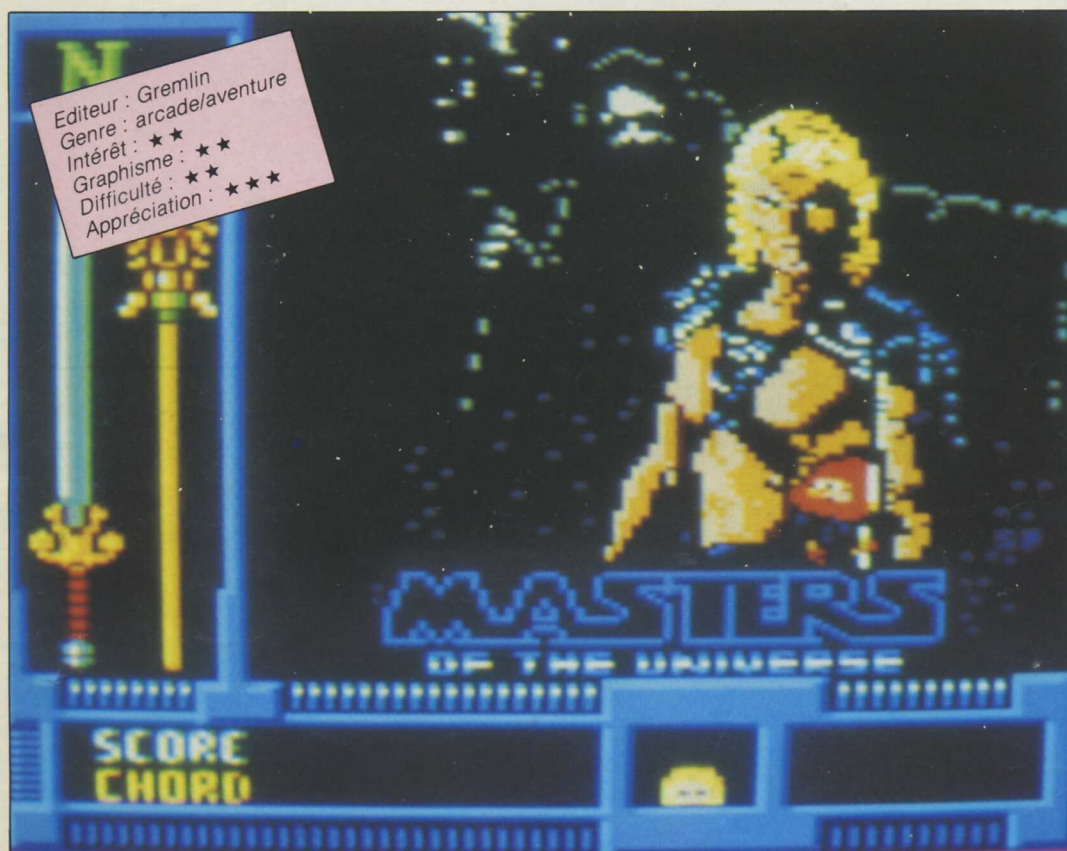 N
Editeur : Gremlin
Genre : arcade/aventure
Intérêt : ★★
Graphisme : ★★
Difficulté : ★★
Appréciation : ★★★
MASTERS
OF THE UNIVERSE
SCORE
CHORD